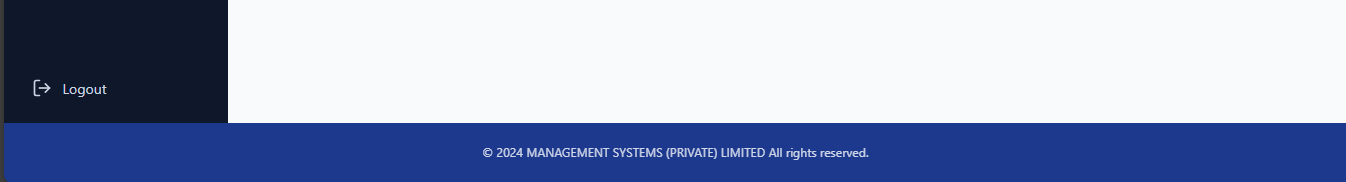 Logout
© 2024 MANAGEMENT SYSTEMS (PRIVATE) LIMITED All rights reserved.